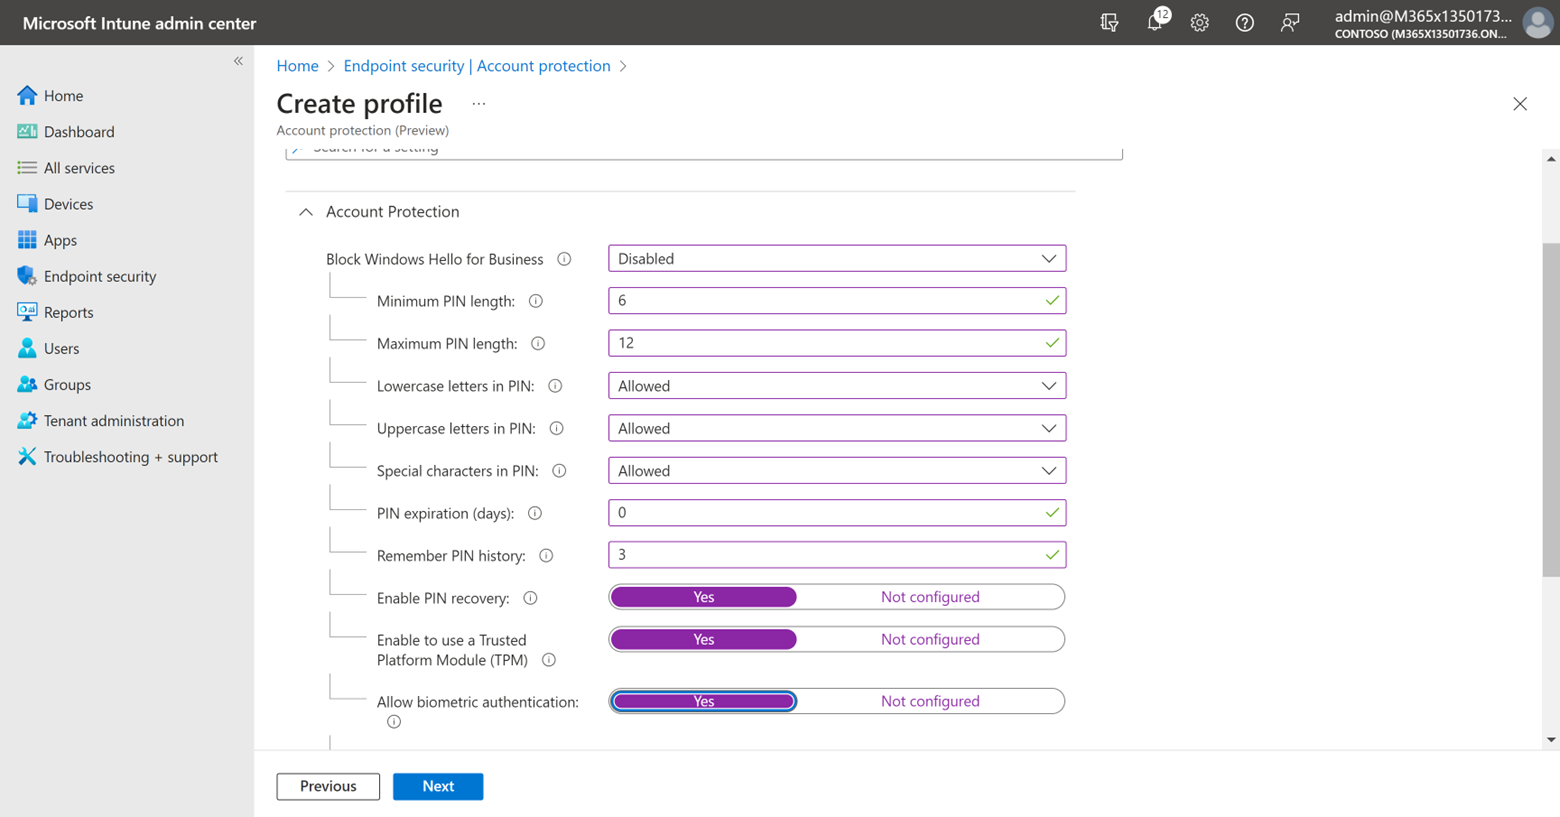 Microsoft Intune admin center
12
admin@M365x1350173...
CONTOSO (M365X13501736.ON...
«
Home
Dashboard
All services
Devices
Apps
Endpoint security
Reports
Users
Groups
Tenant administration
Troubleshooting + support
Home > Endpoint security | Account protection >
Create profile ...
Account protection (Preview)
Search for a setting
Account Protection
Block Windows Hello for Business Disabled
Minimum PIN length: 6
Maximum PIN length: 12
Lowercase letters in PIN: Allowed
Uppercase letters in PIN: Allowed
Special characters in PIN: Allowed
PIN expiration (days): 0
Remember PIN history: 3
Enable PIN recovery: Yes Not configured
Enable to use a Trusted
Platform Module (TPM) Yes Not configured
Allow biometric authentication: Yes Not configured
Previous Next